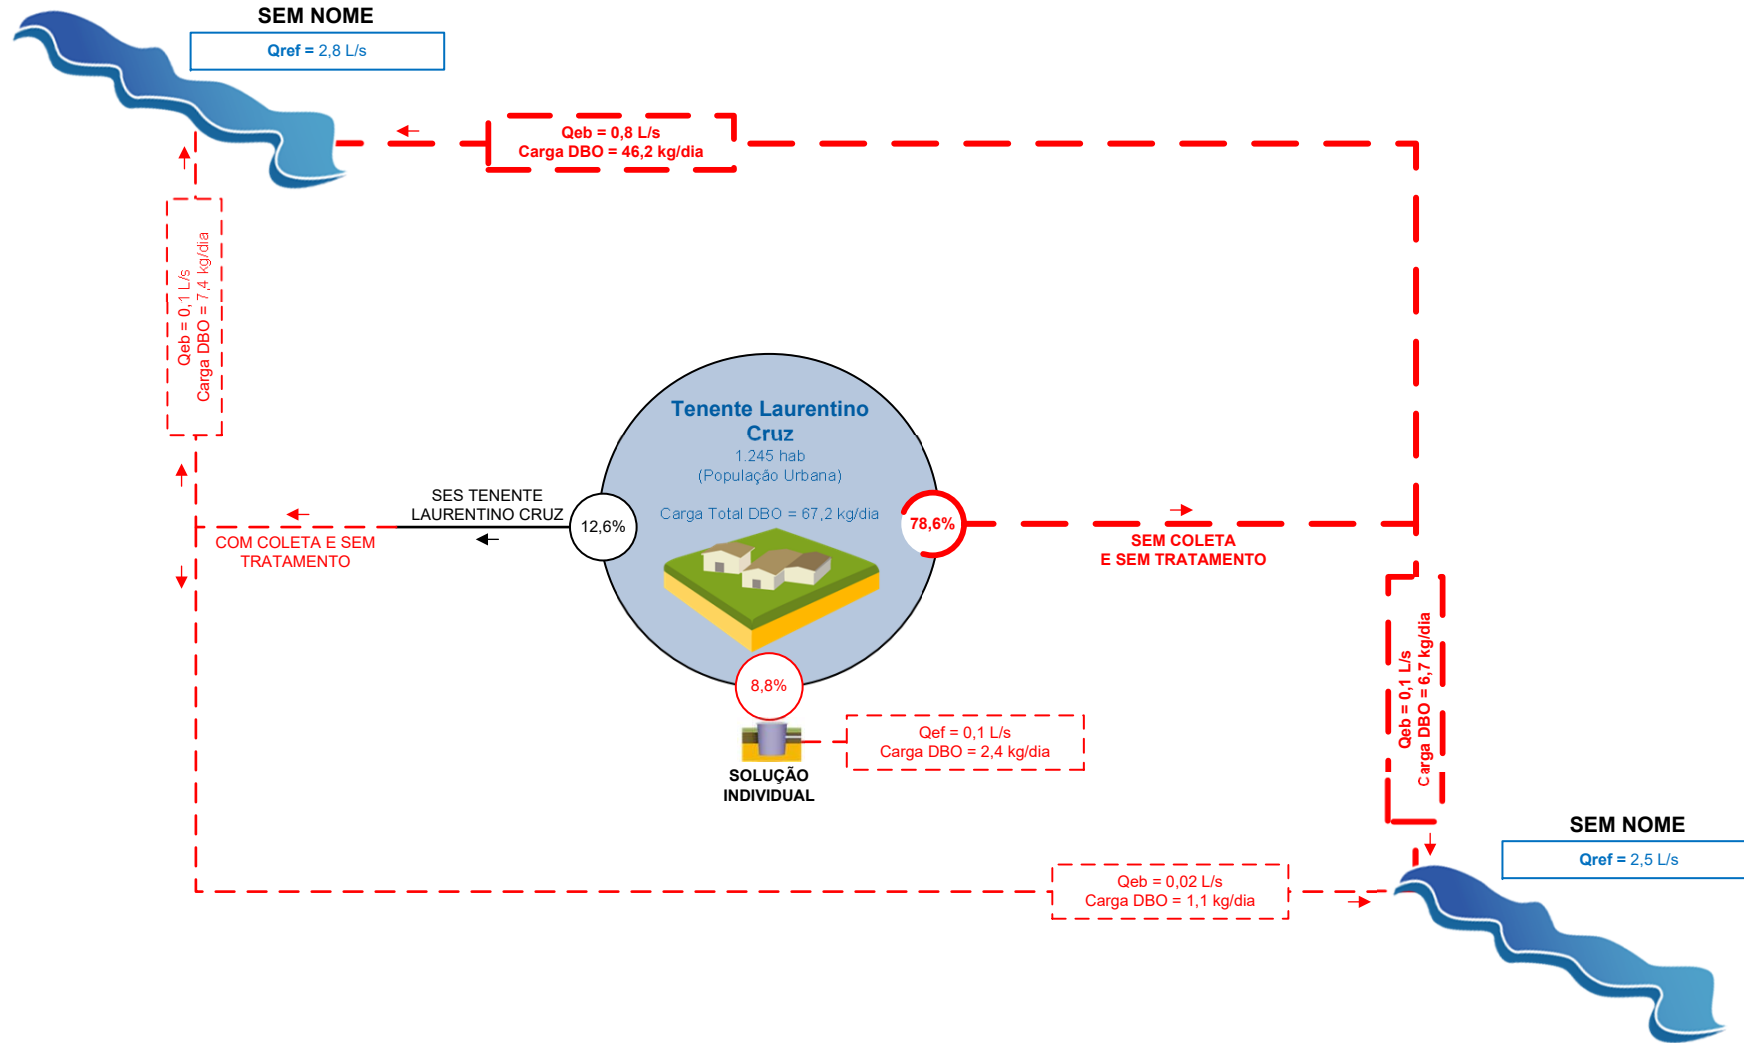 SEM NOME
Qref = 2,8 L/s
Qeb = 0,8 L/s
Carga DBO = 46,2 kg/dia
Qeb = 0,1 L/s
Carga DBO = 7,4 kg/dia
Tenente Laurentino
Cruz
1.245 hab
(População Urbana)
Carga Total DBO = 67,2 kg/dia
SES TENENTE
LAURENTINO CRUZ
12,6%
78,6%
COM COLETA E SEM
TRATAMENTO
SEM COLETA
E SEM TRATAMENTO
Qeb = 0,1 L/s
Carga DBO = 6,7 kg/dia
8,8%
Qef = 0,1 L/s
Carga DBO = 2,4 kg/dia
SOLUÇÃO
INDIVIDUAL
SEM NOME
Qref = 2,5 L/s
Qeb = 0,02 L/s
Carga DBO = 1,1 kg/dia